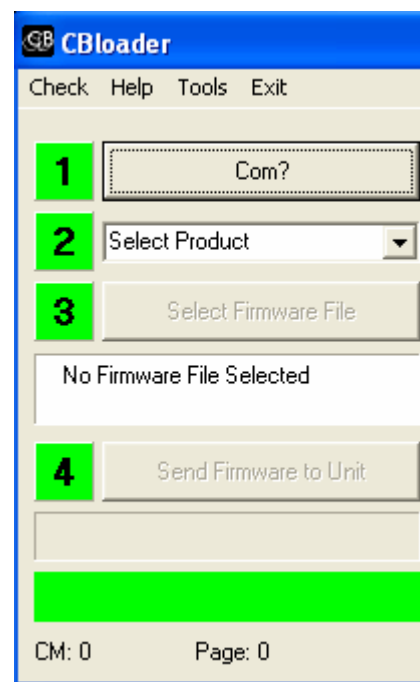 CB CBloader
Check Help Tools Exit
1 Com?
2 Select Product
3 Select Firmware File
No Firmware File Selected
4 Send Firmware to Unit
CM: 0 Page: 0